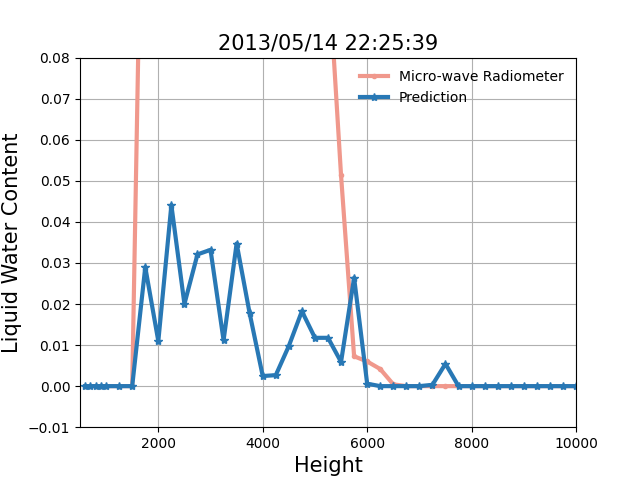 2013/05/14 22:25:39
Micro-wave Radiometer
Prediction
Liquid Water Content
0.08
0.07
0.06
0.05
0.04
0.03
0.02
0.01
0.00
−0.01
2000 4000 6000 8000 10000
Height